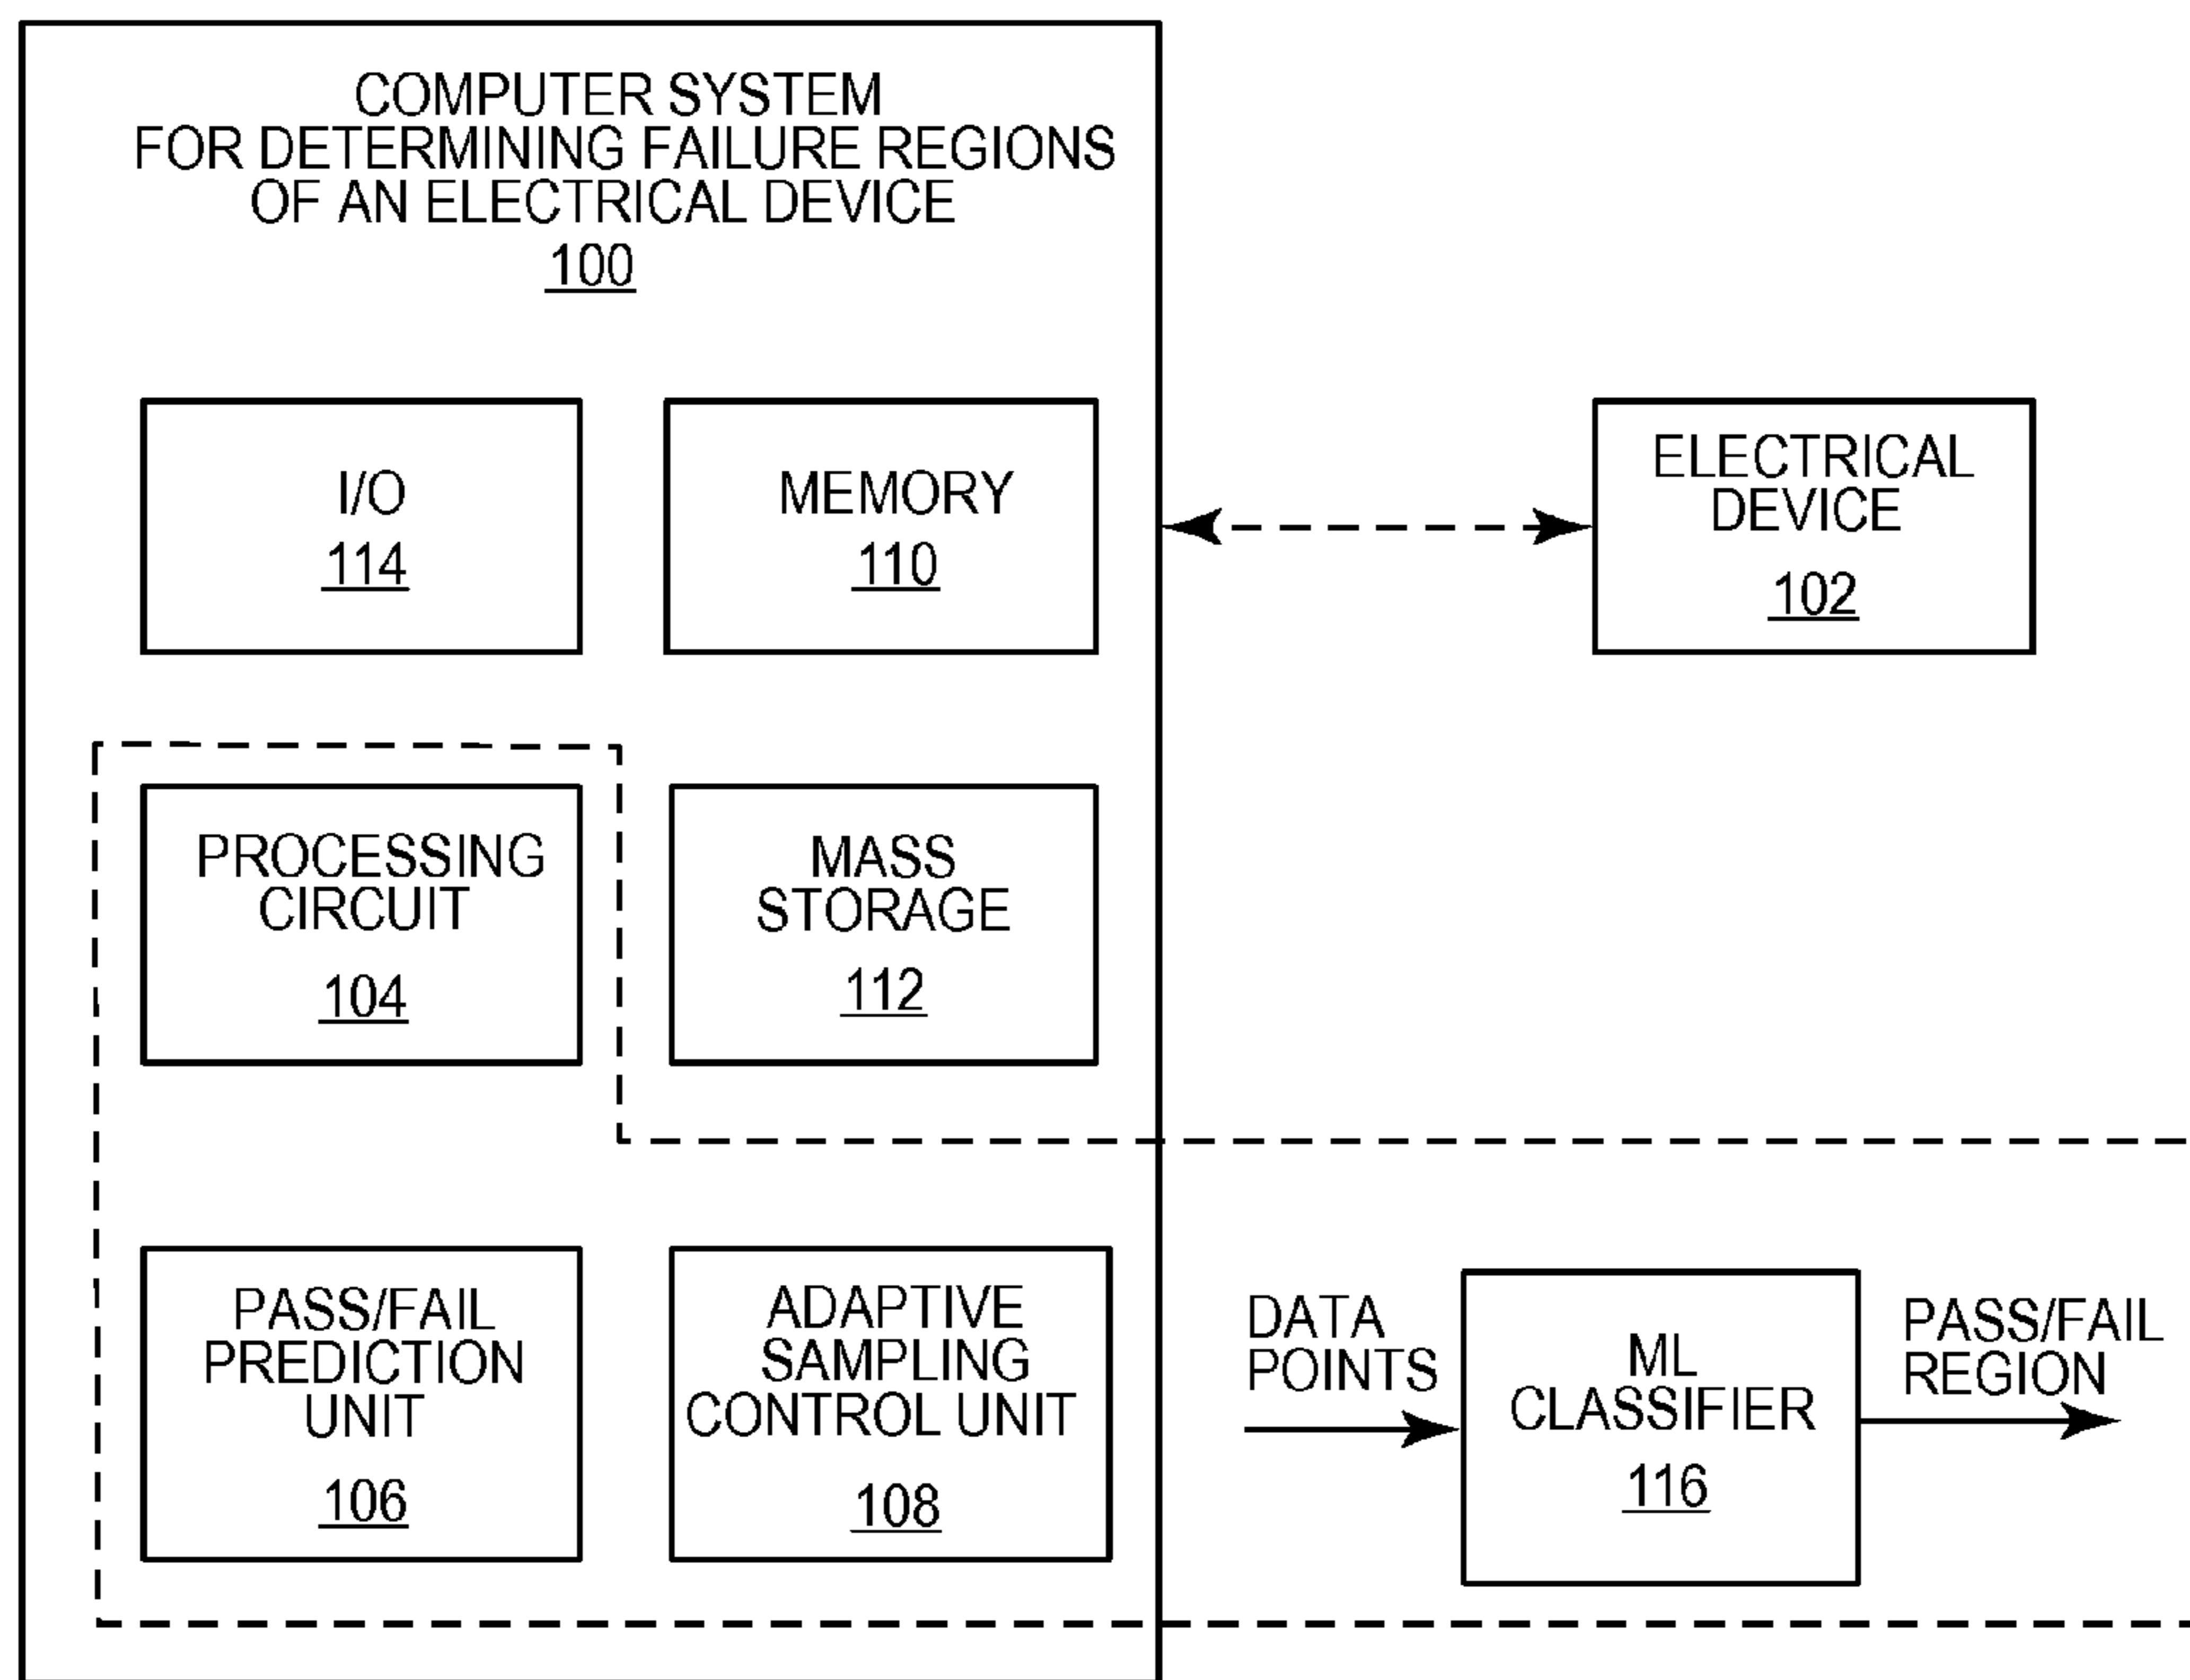 COMPUTER SYSTEM
FOR DETERMINING FAILURE REGIONS
OF AN ELECTRICAL DEVICE
100
I/O
114
MEMORY
110
ELECTRICAL
DEVICE
102
PROCESSING
CIRCUIT
104
MASS
STORAGE
112
PASS/FAIL
PREDICTION
UNIT
106
ADAPTIVE
SAMPLING
CONTROL UNIT
108
DATA
POINTS
ML
CLASSIFIER
116
PASS/FAIL
REGION